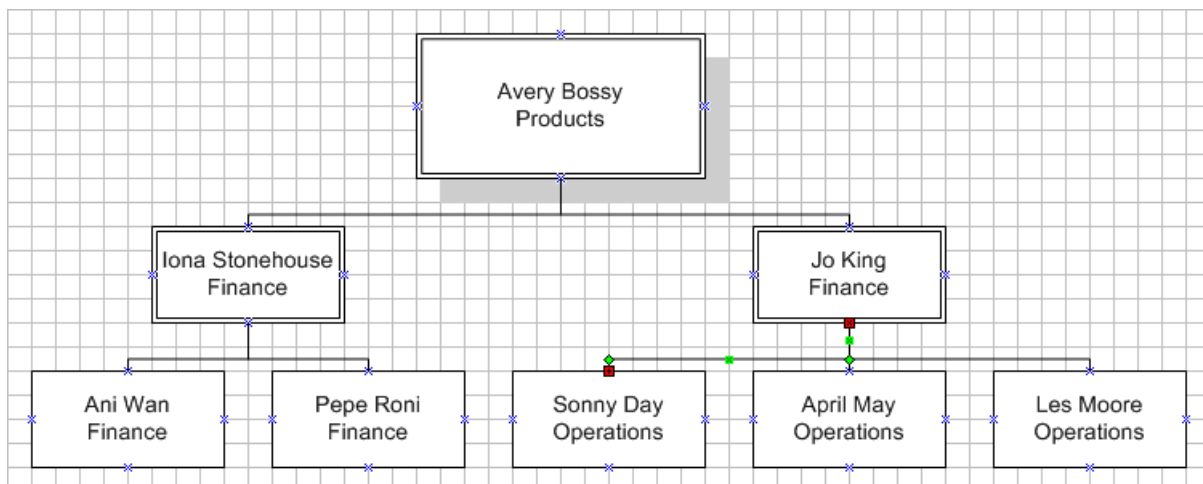 Avery Bossy
Products
Iona Stonehouse
Finance
Jo King
Finance
Ani Wan
Finance
Pepe Roni
Finance
Sonny Day
Operations
April May
Operations
Les Moore
Operations